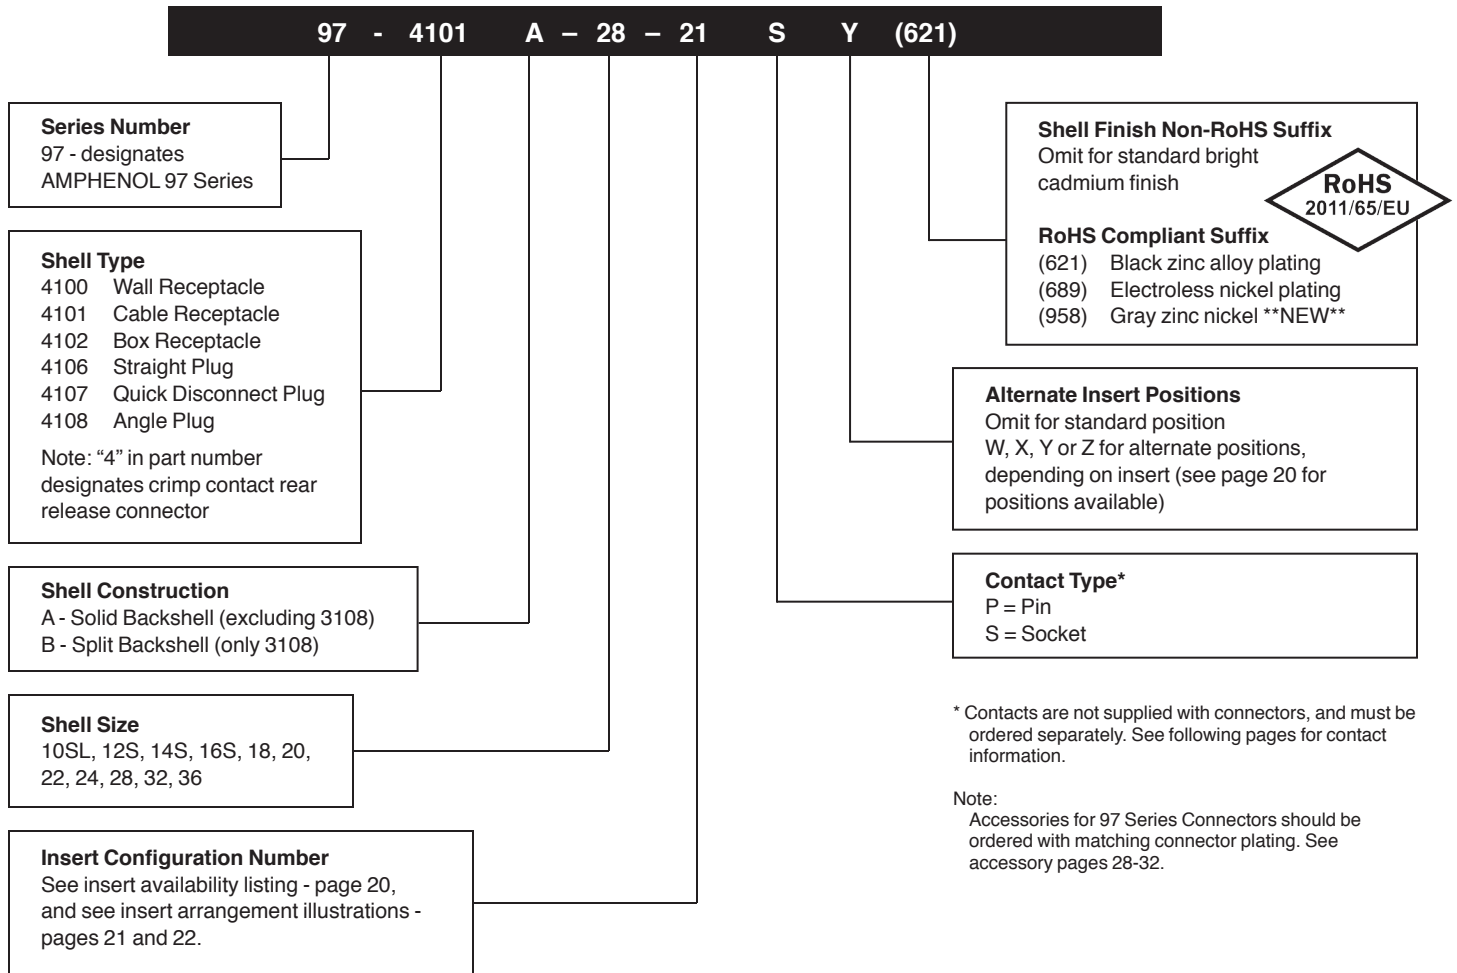 97 - 4101 A – 28 – 21 S Y (621)
Series Number
97 - designates
AMPHENOL 97 Series
Shell Type
4100 Wall Receptacle
4101 Cable Receptacle
4102 Box Receptacle
4106 Straight Plug
4107 Quick Disconnect Plug
4108 Angle Plug
Note: “4” in part number
designates crimp contact rear
release connector
Shell Construction
A - Solid Backshell (excluding 3108)
B - Split Backshell (only 3108)
Shell Size
10SL, 12S, 14S, 16S, 18, 20,
22, 24, 28, 32, 36
Insert Configuration Number
See insert availability listing - page 20,
and see insert arrangement illustrations -
pages 21 and 22.
Shell Finish Non-RoHS Suffix
Omit for standard bright
cadmium finish
RoHS
2011/65/EU
RoHS Compliant Suffix
(621) Black zinc alloy plating
(689) Electroless nickel plating
(958) Gray zinc nickel **NEW**
Alternate Insert Positions
Omit for standard position
W, X, Y or Z for alternate positions,
depending on insert (see page 20 for
positions available)
Contact Type*
P = Pin
S = Socket
* Contacts are not supplied with connectors, and must be
ordered separately. See following pages for contact
information.
Note:
Accessories for 97 Series Connectors should be
ordered with matching connector plating. See
accessory pages 28-32.